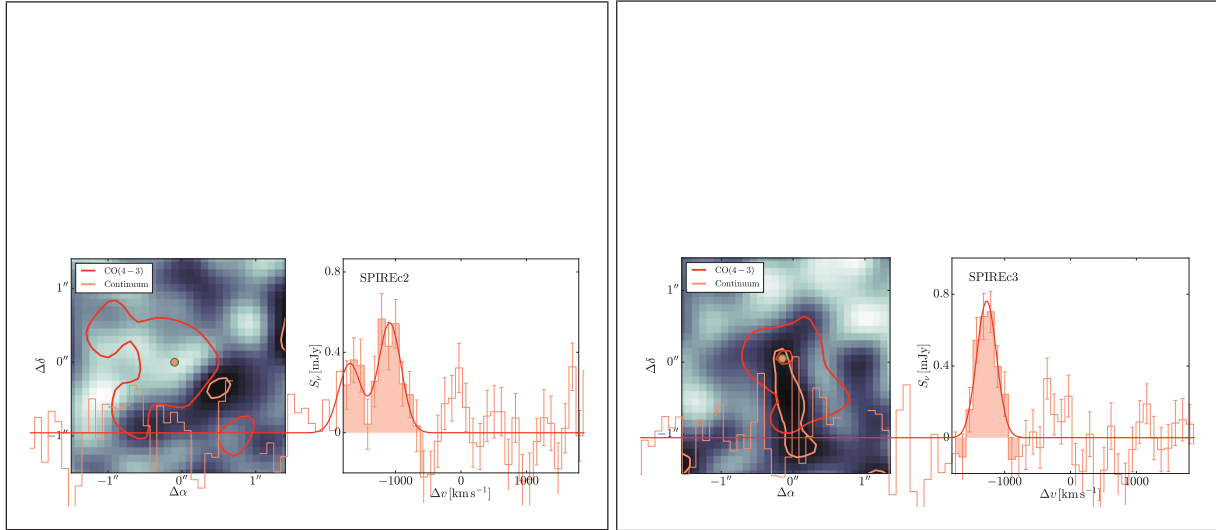 CO(4−3)
Continuum
1″
0″
−1″
Δδ
−1″
0″
1″
Δα
SPIREc2
0.8
0.4
0
S_ν [mJy]
−1000
0
1000
Δv [km s⁻¹]
CO(4−3)
Continuum
1″
0″
−1″
Δδ
−1″
0″
1″
Δα
SPIREc3
0.8
0.4
0
S_ν [mJy]
−1000
0
1000
Δv [km s⁻¹]